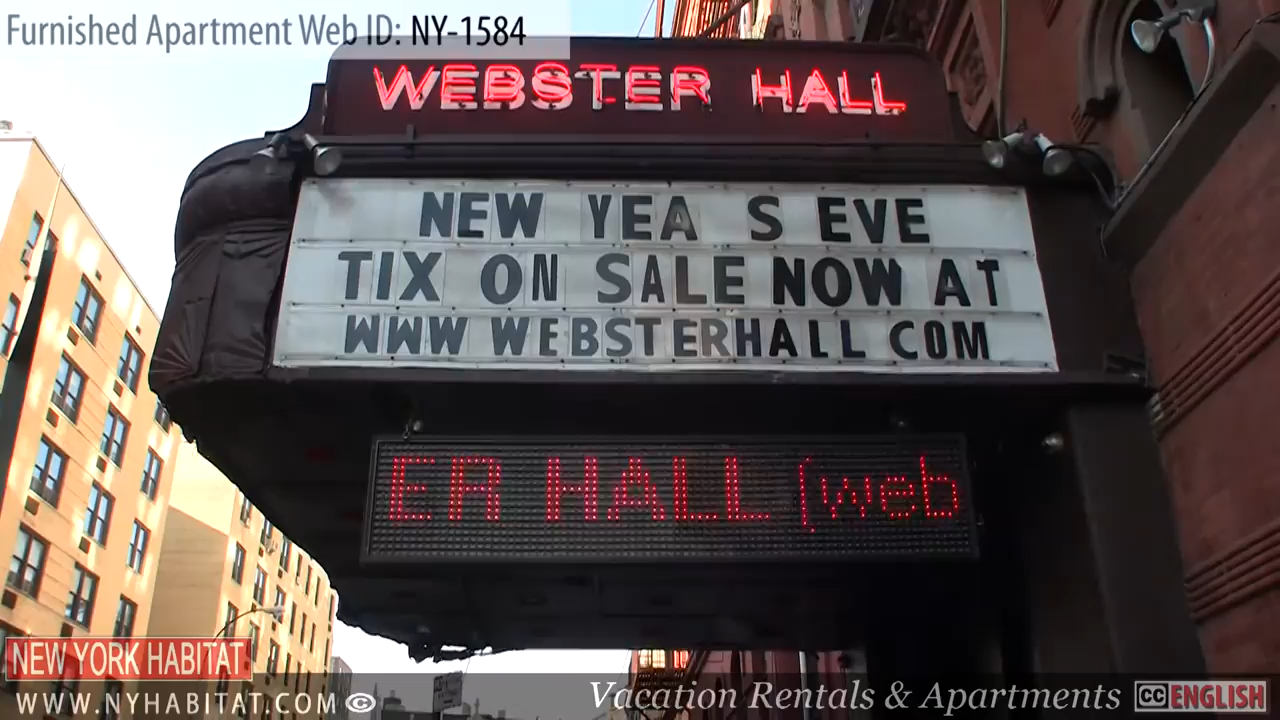 Furnished Apartment Web ID: NY-1584
WEBSTER HALL
NEW YEA S EVE
TIX ON SALE NOW AT
WWW WEBSTERHALL COM
ER HALL (web
NEW YORK HABITAT
WWW.NYHABITAT.COM ©
Vacation Rentals & Apartments
CC ENGLISH